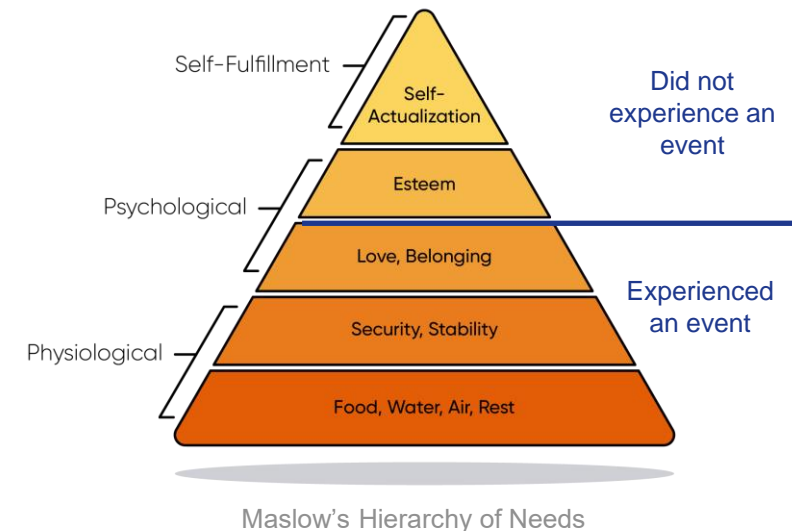 Self-Fulfillment
Self-
Actualization
Did not
experience an
event
Psychological
Esteem
Love, Belonging
Experienced
an event
Physiological
Security, Stability
Food, Water, Air, Rest
Maslow's Hierarchy of Needs